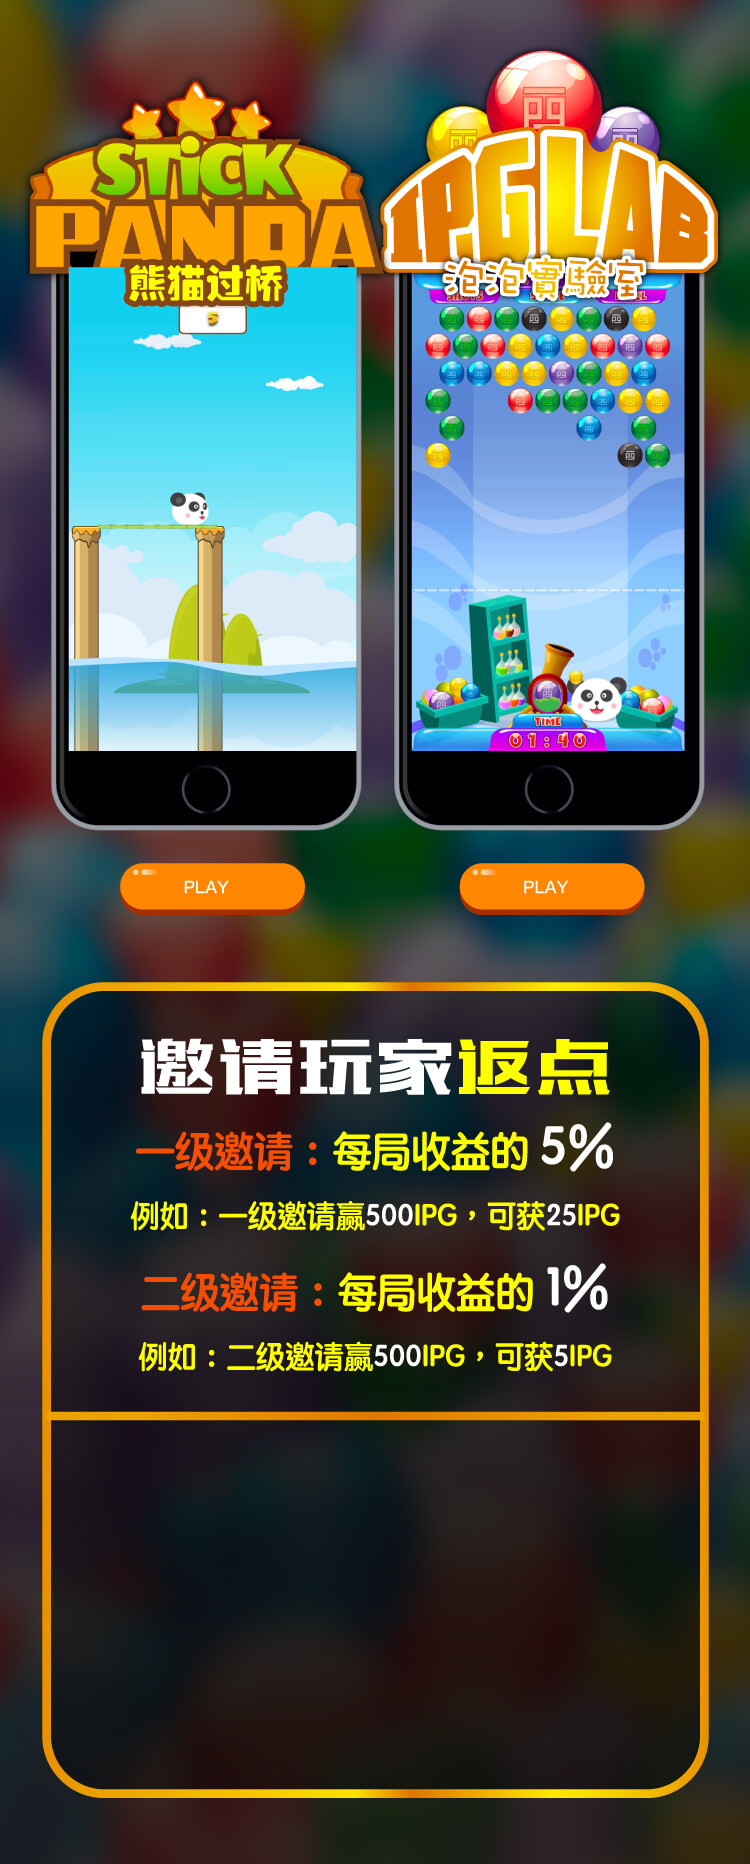 STiCK
PANDA
熊猫过桥
5
IPG LAB
泡泡實驗室
TIME
01:40
PLAY
PLAY
邀请玩家返点
一级邀请：每局收益的 5%
例如：一级邀请赢500IPG，可获25IPG
二级邀请：每局收益的 1%
例如：二级邀请赢500IPG，可获5IPG